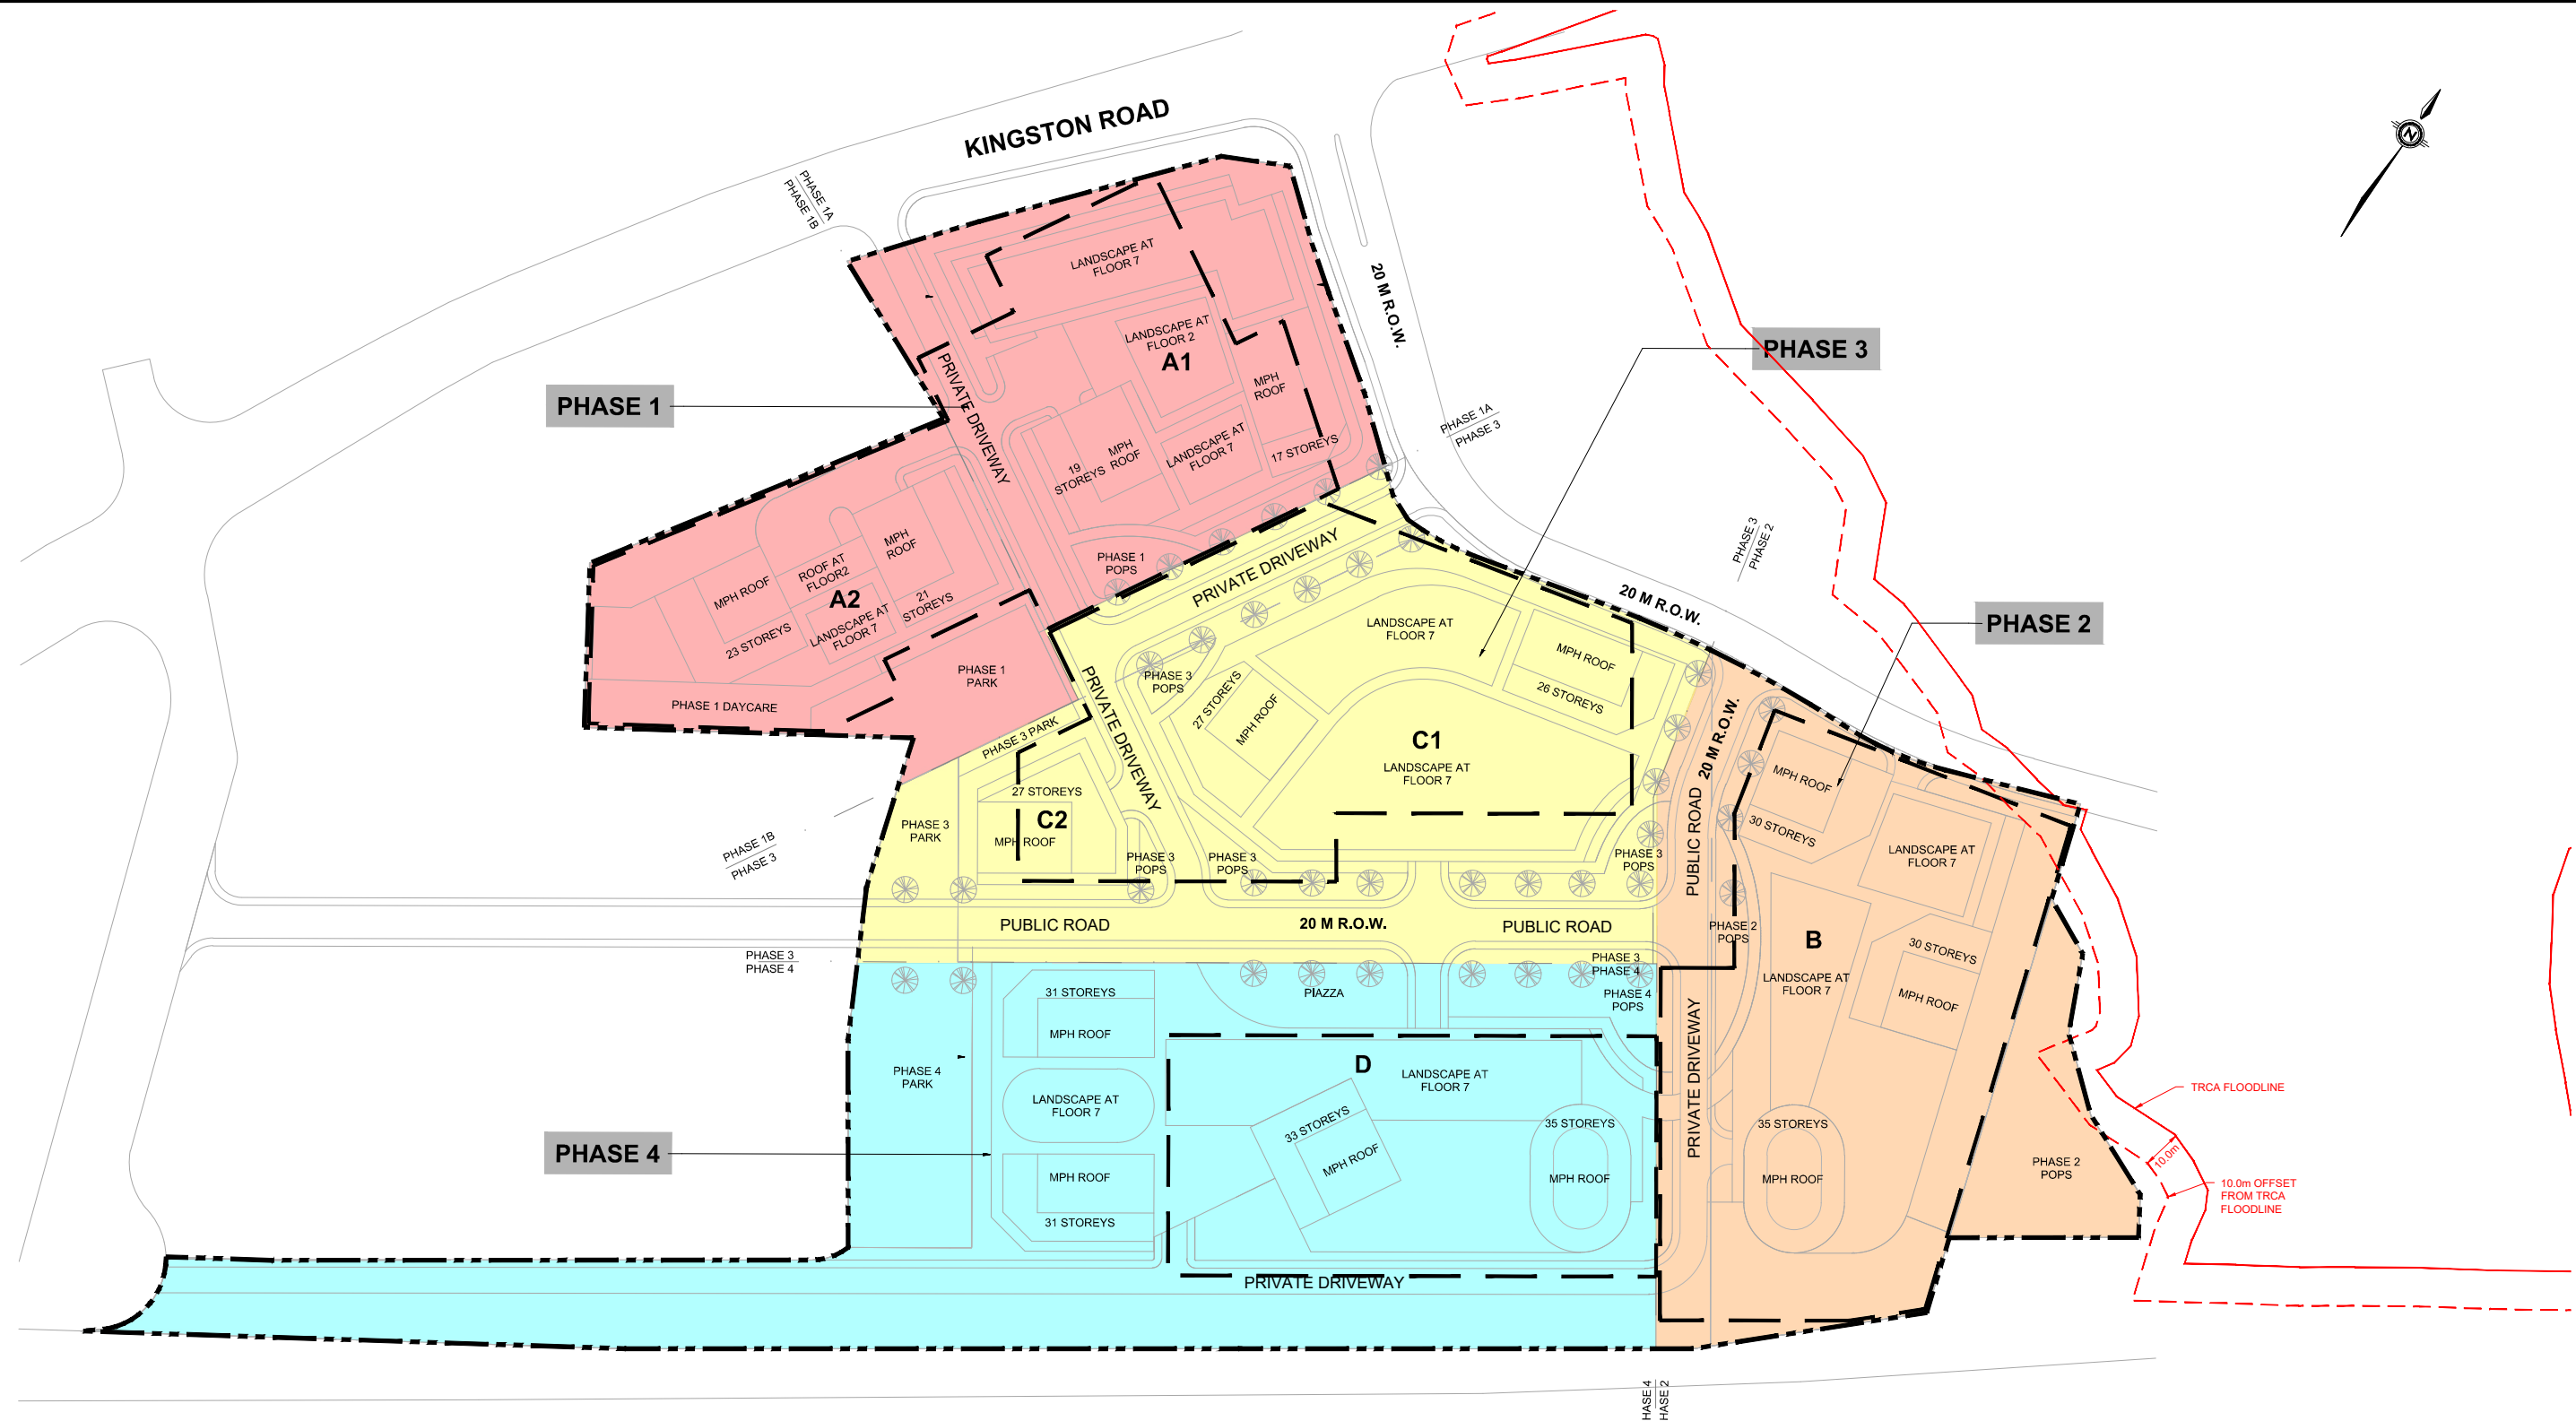 KINGSTON ROAD
N
PHASE 1A
PHASE 1B
LANDSCAPE AT
FLOOR 7
20 M R.O.W.
LANDSCAPE AT
FLOOR 2
A1
PHASE 3
PHASE 1
PRIVATE DRIVEWAY
MPH
ROOF
PHASE 1A
PHASE 3
19
STOREYS
MPH
ROOF
LANDSCAPE AT
FLOOR 7
17 STOREYS
PHASE 3
PHASE 2
MPH
ROOF
ROOF AT
FLOOR2
MPH ROOF
A2
21
STOREYS
LANDSCAPE AT
FLOOR 7
23 STOREYS
PHASE 1
POPS
PRIVATE DRIVEWAY
20 M R.O.W.
PHASE 2
LANDSCAPE AT
FLOOR 7
MPH ROOF
26 STOREYS
PHASE 1
PARK
PHASE 1 DAYCARE
PHASE 3
POPS
27 STOREYS
MPH ROOF
PRIVATE DRIVEWAY
PHASE 3 PARK
C1
LANDSCAPE AT
FLOOR 7
20 M R.O.W.
PUBLIC ROAD
MPH ROOF
30 STOREYS
27 STOREYS
C2
MPH ROOF
PHASE 3
PARK
PHASE 1B
PHASE 3
PHASE 3
POPS
PHASE 3
POPS
PHASE 3
POPS
LANDSCAPE AT
FLOOR 7
PUBLIC ROAD
20 M R.O.W.
PUBLIC ROAD
PHASE 2
POPS
B
30 STOREYS
MPH ROOF
LANDSCAPE AT
FLOOR 7
PHASE 3
PHASE 4
PHASE 3
PHASE 4
31 STOREYS
MPH ROOF
PIAZZA
PHASE 4
POPS
D
LANDSCAPE AT
FLOOR 7
PHASE 4
PARK
LANDSCAPE AT
FLOOR 7
PRIVATE DRIVEWAY
TRCA FLOODLINE
33 STOREYS
MPH ROOF
35 STOREYS
MPH ROOF
35 STOREYS
MPH ROOF
PHASE 4
MPH ROOF
31 STOREYS
PHASE 2
POPS
10.0m
10.0m OFFSET
FROM TRCA
FLOODLINE
PRIVATE DRIVEWAY
HASE 4
HASE 2